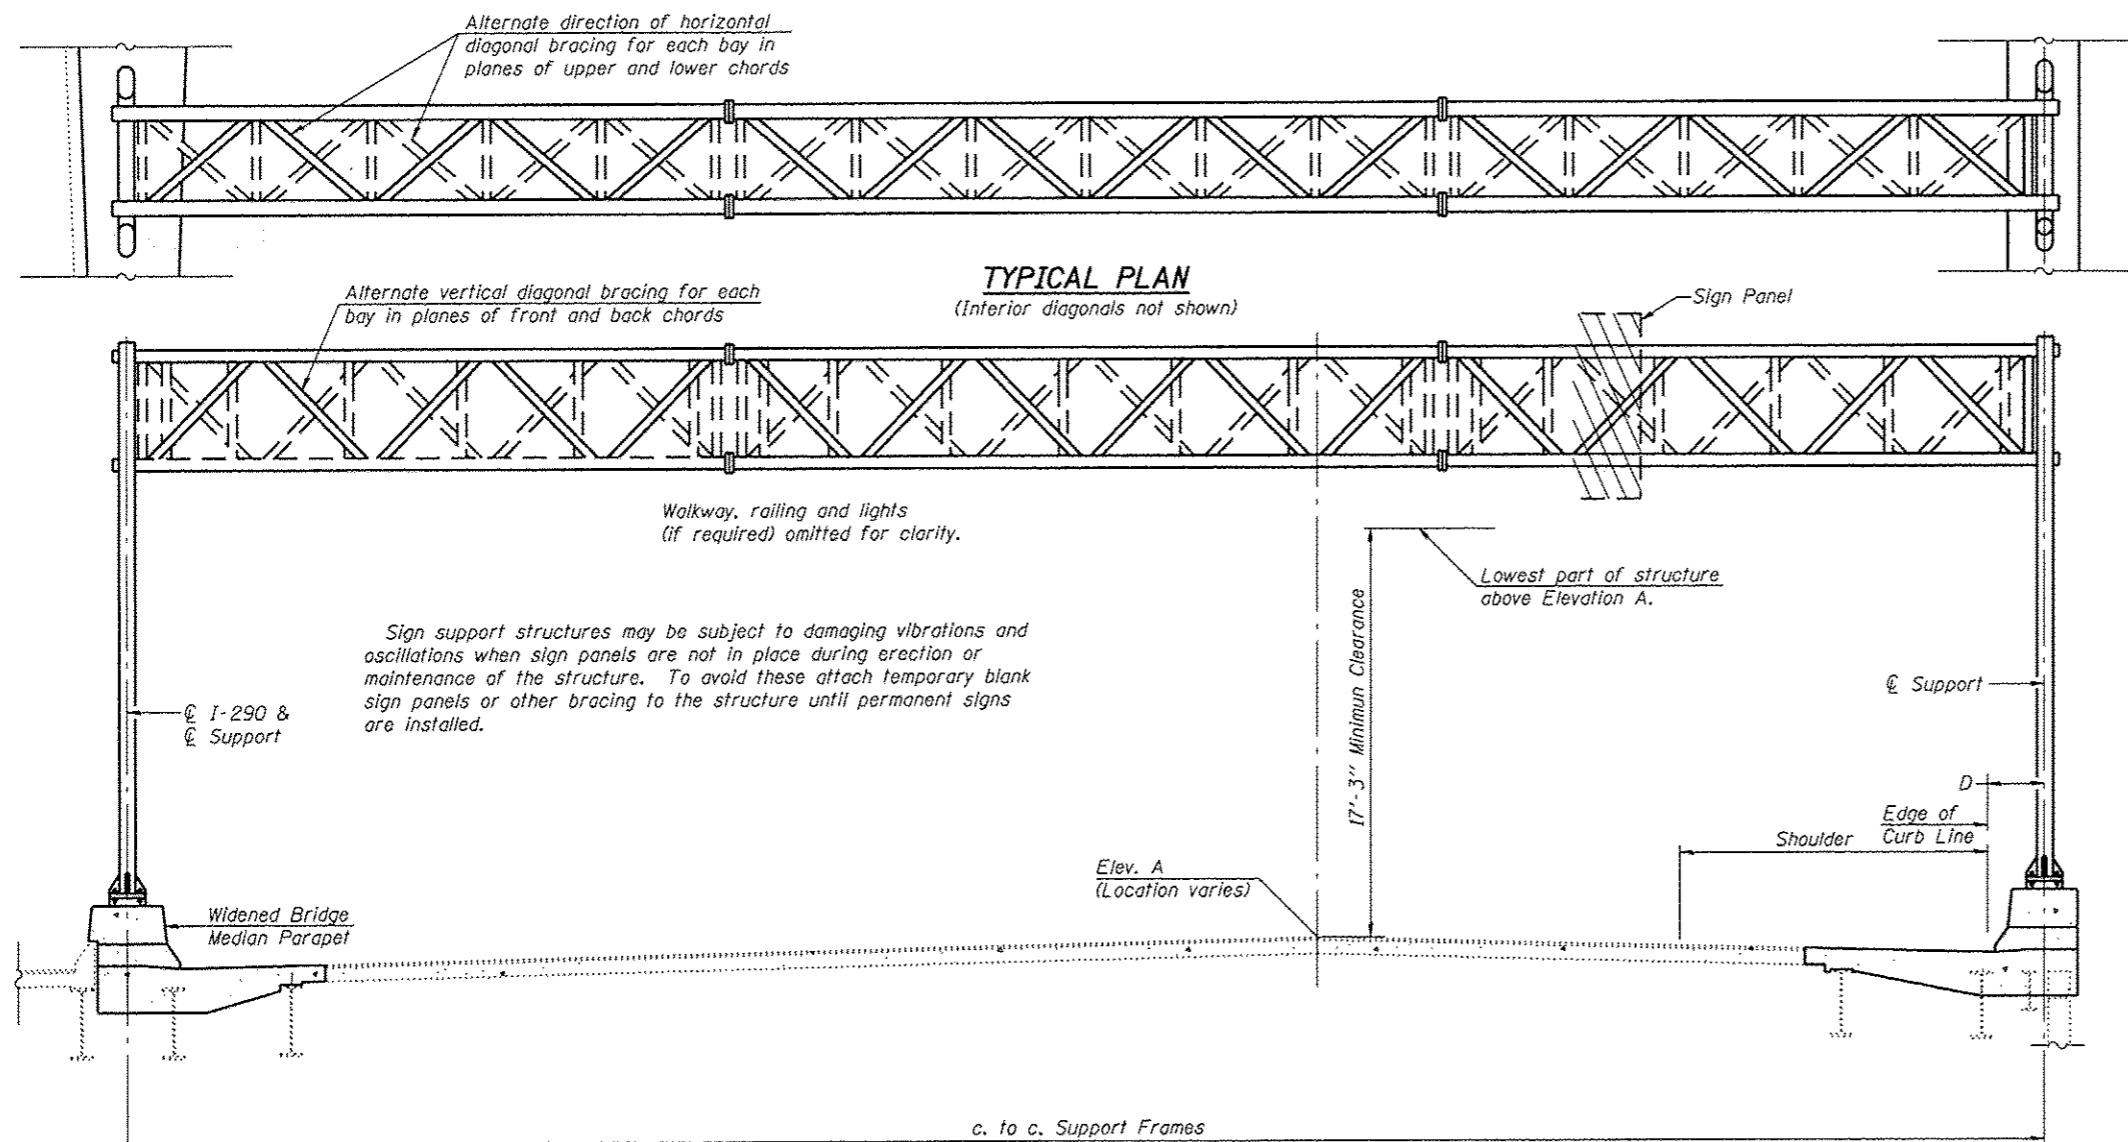 Alternate direction of horizontal
diagonal bracing for each bay in
planes of upper and lower chords
TYPICAL PLAN
(Interior diagonals not shown)
Alternate vertical diagonal bracing for each
bay in planes of front and back chords
Sign Panel
Walkway, railing and lights
(if required) omitted for clarity.
Lowest part of structure
above Elevation A.
17'-3" Minimun Clearance
Sign support structures may be subject to damaging vibrations and
oscillations when sign panels are not in place during erection or
maintenance of the structure. To avoid these attach temporary blank
sign panels or other bracing to the structure until permanent signs
are installed.
℄ I-290 &
℄ Support
℄ Support
D
Edge of
Curb Line
Shoulder
Elev. A
(Location varies)
Widened Bridge
Median Parapet
c. to c. Support Frames